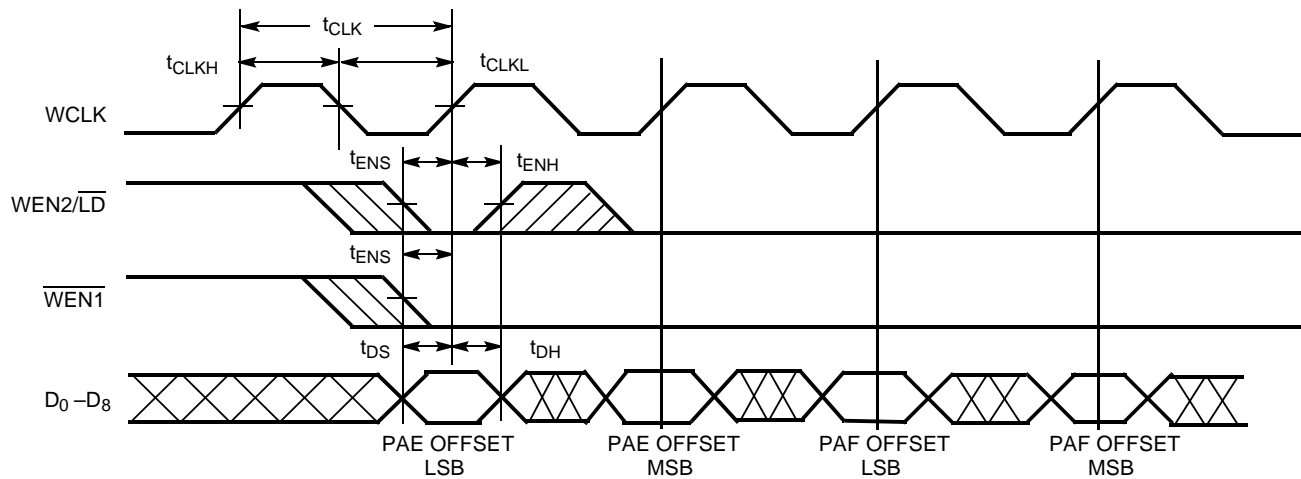 tCLK
tCLKH
tCLKL
WCLK
tENS
tENH
WEN2/LD
tENS
WEN1
tDS
tDH
D0 –D8
PAE OFFSET
LSB
PAE OFFSET
MSB
PAF OFFSET
LSB
PAF OFFSET
MSB